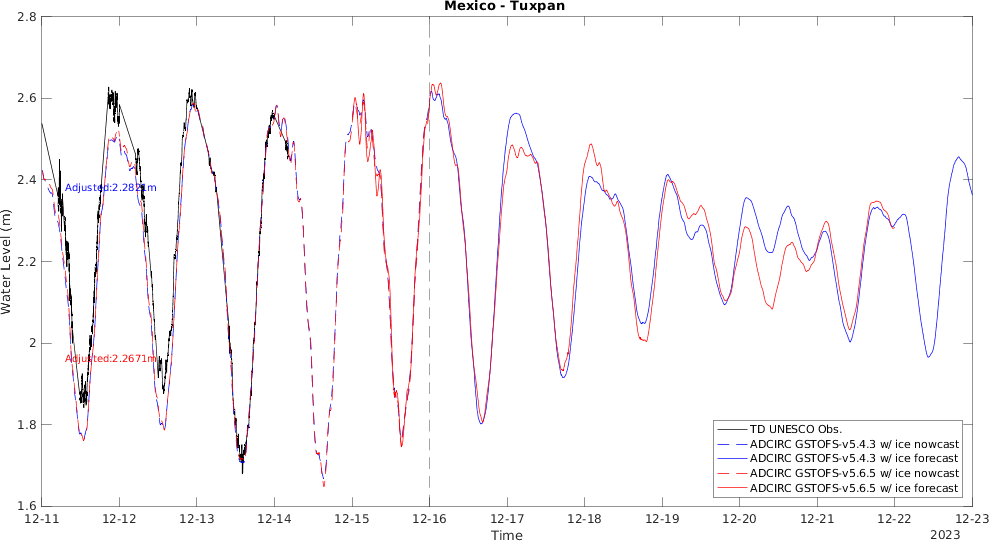 Mexico - Tuxpan
Water Level (m)
2.8
2.6
2.4
2.2
2
1.8
1.6
Adjusted:2.2821m
Adjusted:2.2671m
TD UNESCO Obs.
ADCIRC GSTOFS-v5.4.3 w/ ice nowcast
ADCIRC GSTOFS-v5.4.3 w/ ice forecast
ADCIRC GSTOFS-v5.6.5 w/ ice nowcast
ADCIRC GSTOFS-v5.6.5 w/ ice forecast
12-11 12-12 12-13 12-14 12-15 12-16 12-17 12-18 12-19 12-20 12-21 12-22 12-23
Time
2023